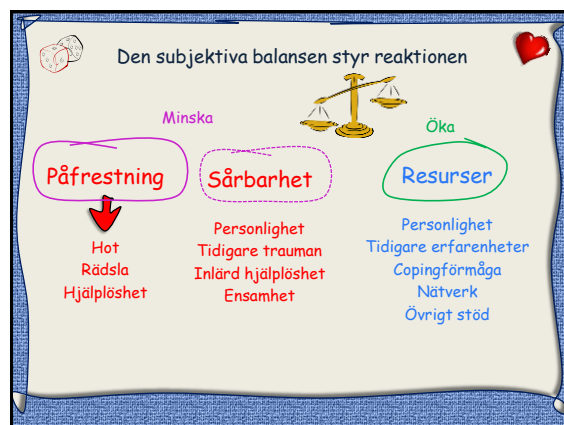 Den subjektiva balansen styr reaktionen
Minska
Öka
Påfrestning
Sårbarhet
Resurser
Hot
Rädsla
Hjälplöshet
Personlighet
Tidigare trauman
Inlärd hjälplöshet
Ensamhet
Personlighet
Tidigare erfarenheter
Copingförmåga
Nätverk
Övrigt stöd